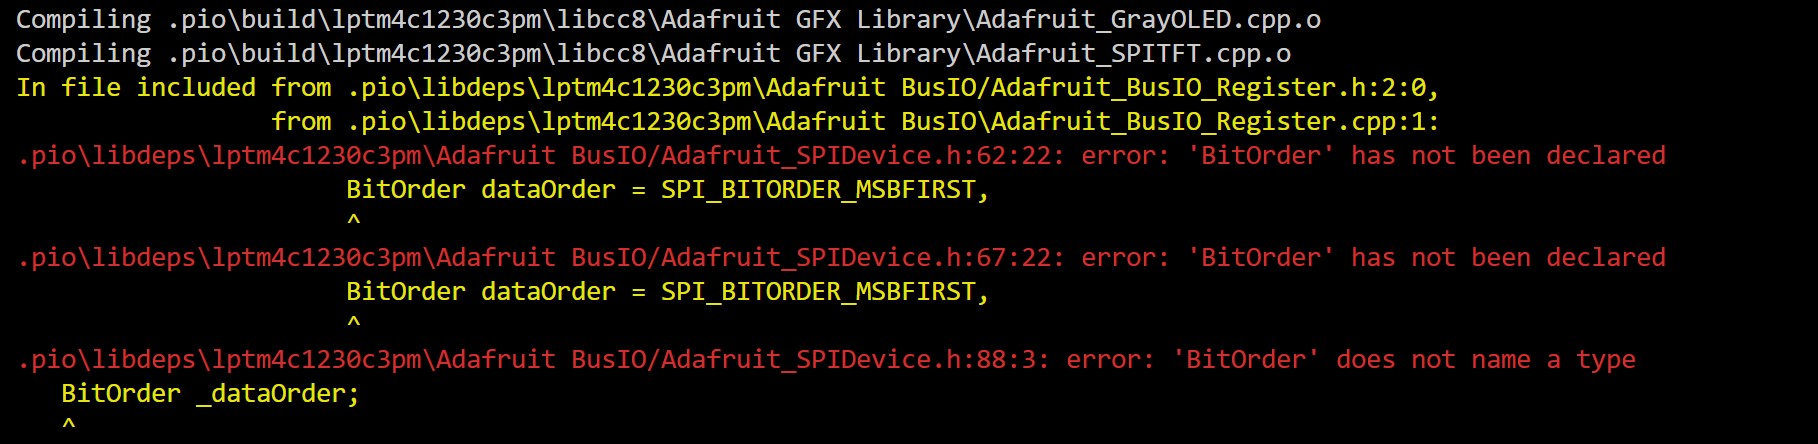 Compiling .pio\build\lptm4c1230c3pm\libcc8\Adafruit GFX Library\Adafruit_GrayOLED.cpp.o
Compiling .pio\build\lptm4c1230c3pm\libcc8\Adafruit GFX Library\Adafruit_SPITFT.cpp.o
In file included from .pio\libdeps\lptm4c1230c3pm\Adafruit BusIO/Adafruit_BusIO_Register.h:2:0,
                 from .pio\libdeps\lptm4c1230c3pm\Adafruit BusIO\Adafruit_BusIO_Register.cpp:1:
.pio\libdeps\lptm4c1230c3pm\Adafruit BusIO/Adafruit_SPIDevice.h:62:22: error: 'BitOrder' has not been declared
                      BitOrder dataOrder = SPI_BITORDER_MSBFIRST,
                      ^
.pio\libdeps\lptm4c1230c3pm\Adafruit BusIO/Adafruit_SPIDevice.h:67:22: error: 'BitOrder' has not been declared
                      BitOrder dataOrder = SPI_BITORDER_MSBFIRST,
                      ^
.pio\libdeps\lptm4c1230c3pm\Adafruit BusIO/Adafruit_SPIDevice.h:88:3: error: 'BitOrder' does not name a type
   BitOrder _dataOrder;
   ^